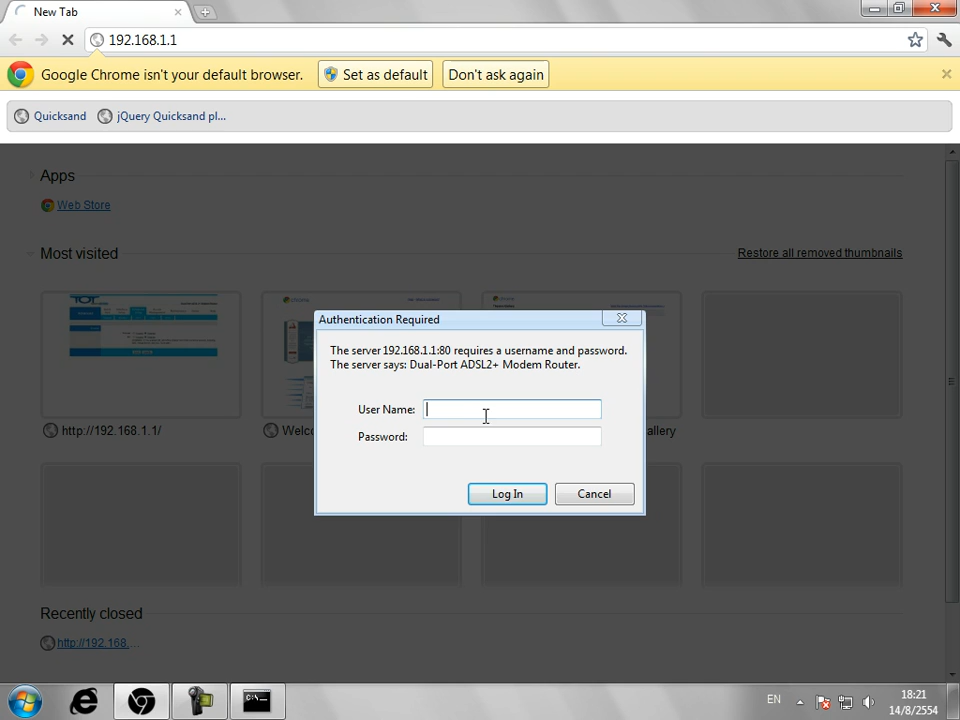 New Tab
192.168.1.1
Google Chrome isn't your default browser. Set as default Don't ask again
Quicksand jQuery Quicksand pl...
Apps
Web Store
Most visited Restore all removed thumbnails
Authentication Required
The server 192.168.1.1:80 requires a username and password.
The server says: Dual-Port ADSL2+ Modem Router.
User Name:
Password:
http://192.168.1.1/ Welco allery
Log In Cancel
Recently closed
http://192.168....
EN 18:21
14/8/2554